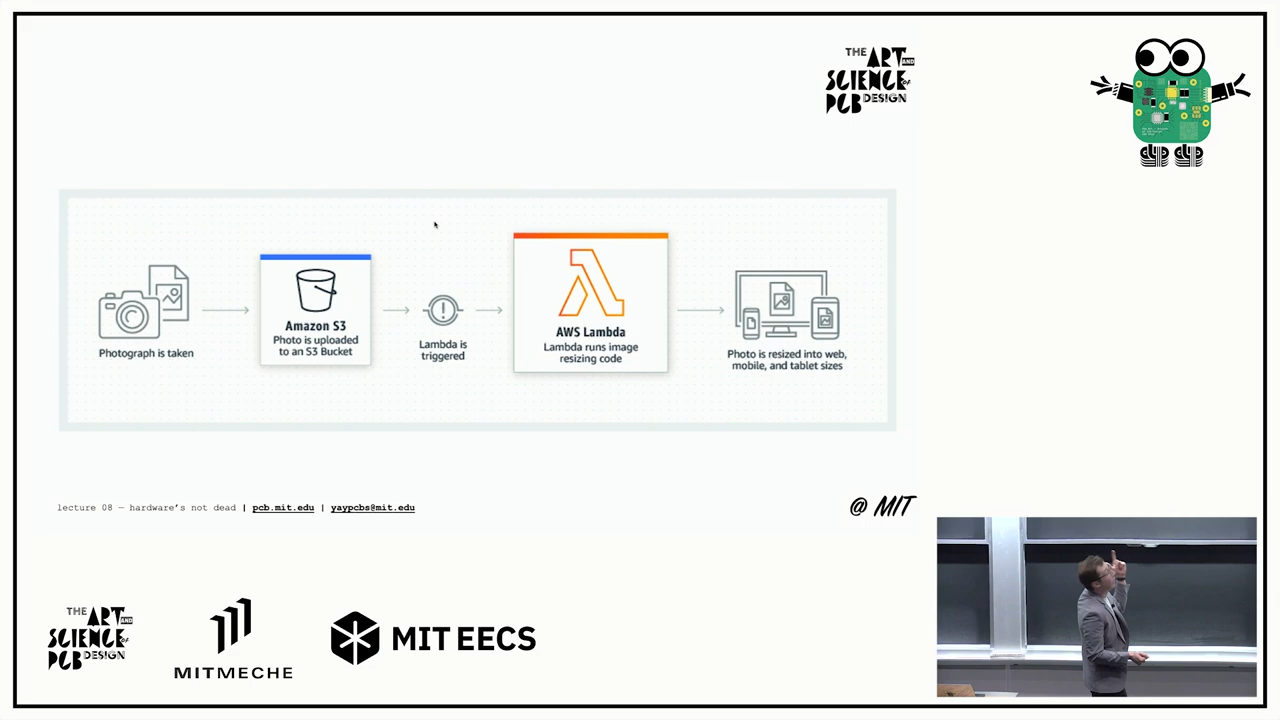 THE ART AND
SCIENCE of
PCB DESIGN
Photograph is taken
Amazon S3
Photo is uploaded
to an S3 Bucket
Lambda is
triggered
AWS Lambda
Lambda runs image
resizing code
Photo is resized into web,
mobile, and tablet sizes
lecture 08 — hardware's not dead | pcb.mit.edu | yaypcbs@mit.edu
@ MIT
THE ART AND
SCIENCE of
PCB DESIGN
MITMECHE
MIT EECS